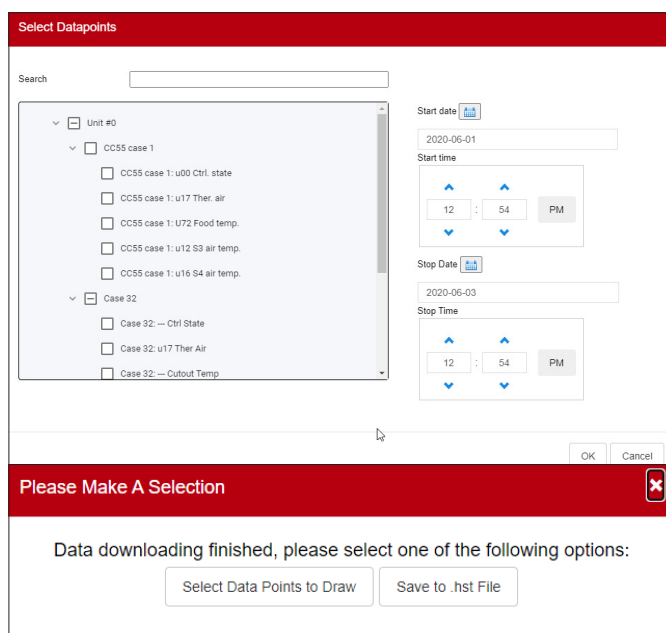 Select Datapoints
Search
Unit #0
CC55 case 1
CC55 case 1: u00 Ctrl. state
CC55 case 1: u17 Ther. air
CC55 case 1: U72 Food temp.
CC55 case 1: u12 S3 air temp.
CC55 case 1: u16 S4 air temp.
Case 32
Case 32: --- Ctrl State
Case 32: u17 Ther Air
Case 32: --- Cutout Temp
Start date
2020-06-01
Start time
12 : 54 PM
Stop Date
2020-06-03
Stop Time
12 : 54 PM
OK Cancel
Please Make A Selection
Data downloading finished, please select one of the following options:
Select Data Points to Draw Save to .hst File